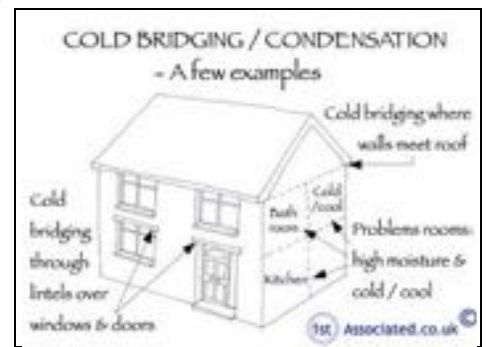 COLD BRIDGING / CONDENSATION
- A few examples
Cold bridging where
walls meet roof
Cold
bridging
through
lintels over
windows & doors
Bath
room
Cold
/cool
Kitchen
Problems rooms:
high moisture &
cold / cool
1st Associated.co.uk ©